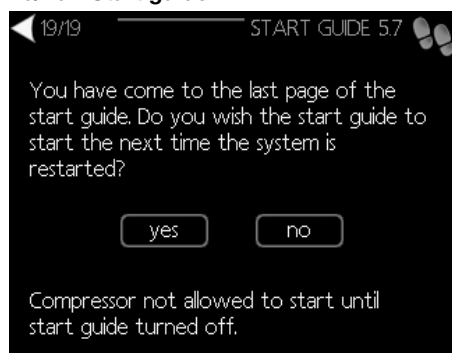 19/19 START GUIDE 5.7
You have come to the last page of the
start guide. Do you wish the start guide to
start the next time the system is
restarted?
yes no
Compressor not allowed to start until
start guide turned off.